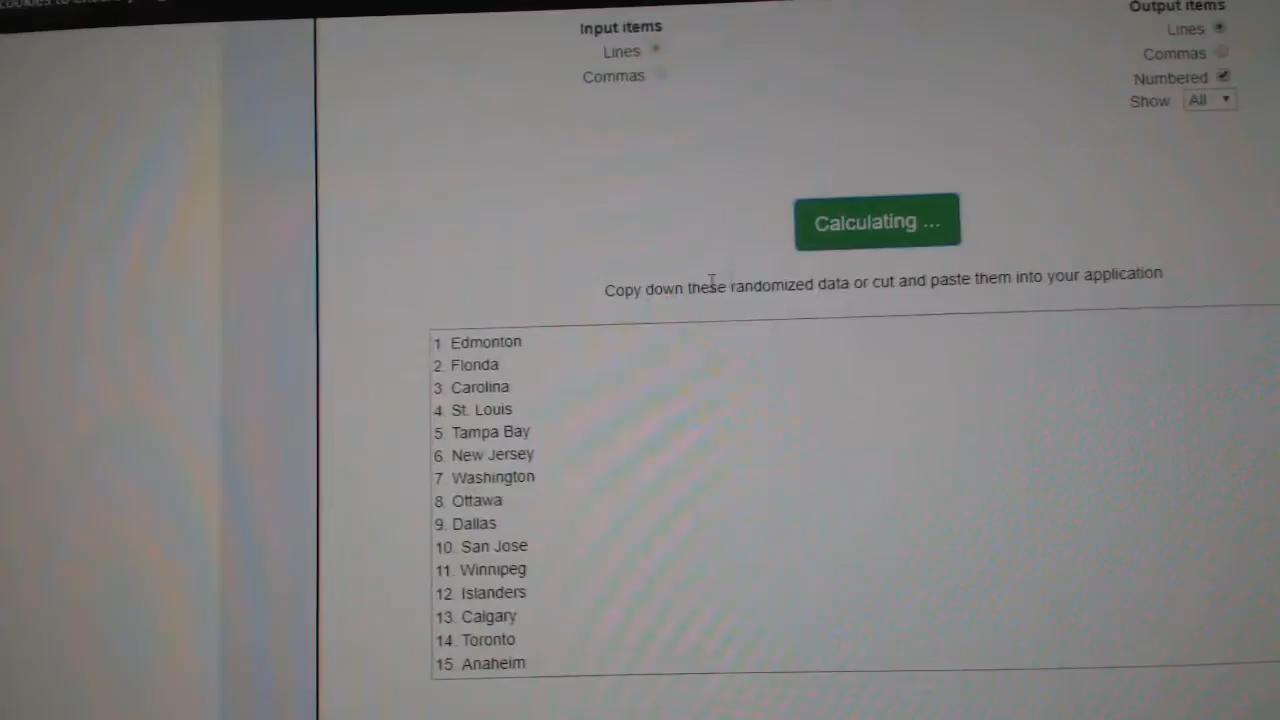 Input items
Lines
Commas
Output items
Lines
Commas
Numbered
Show All
Calculating ...
Copy down these randomized data or cut and paste them into your application
1. Edmonton
2. Florida
3. Carolina
4. St. Louis
5. Tampa Bay
6. New Jersey
7. Washington
8. Ottawa
9. Dallas
10. San Jose
11. Winnipeg
12. Islanders
13. Calgary
14. Toronto
15. Anaheim